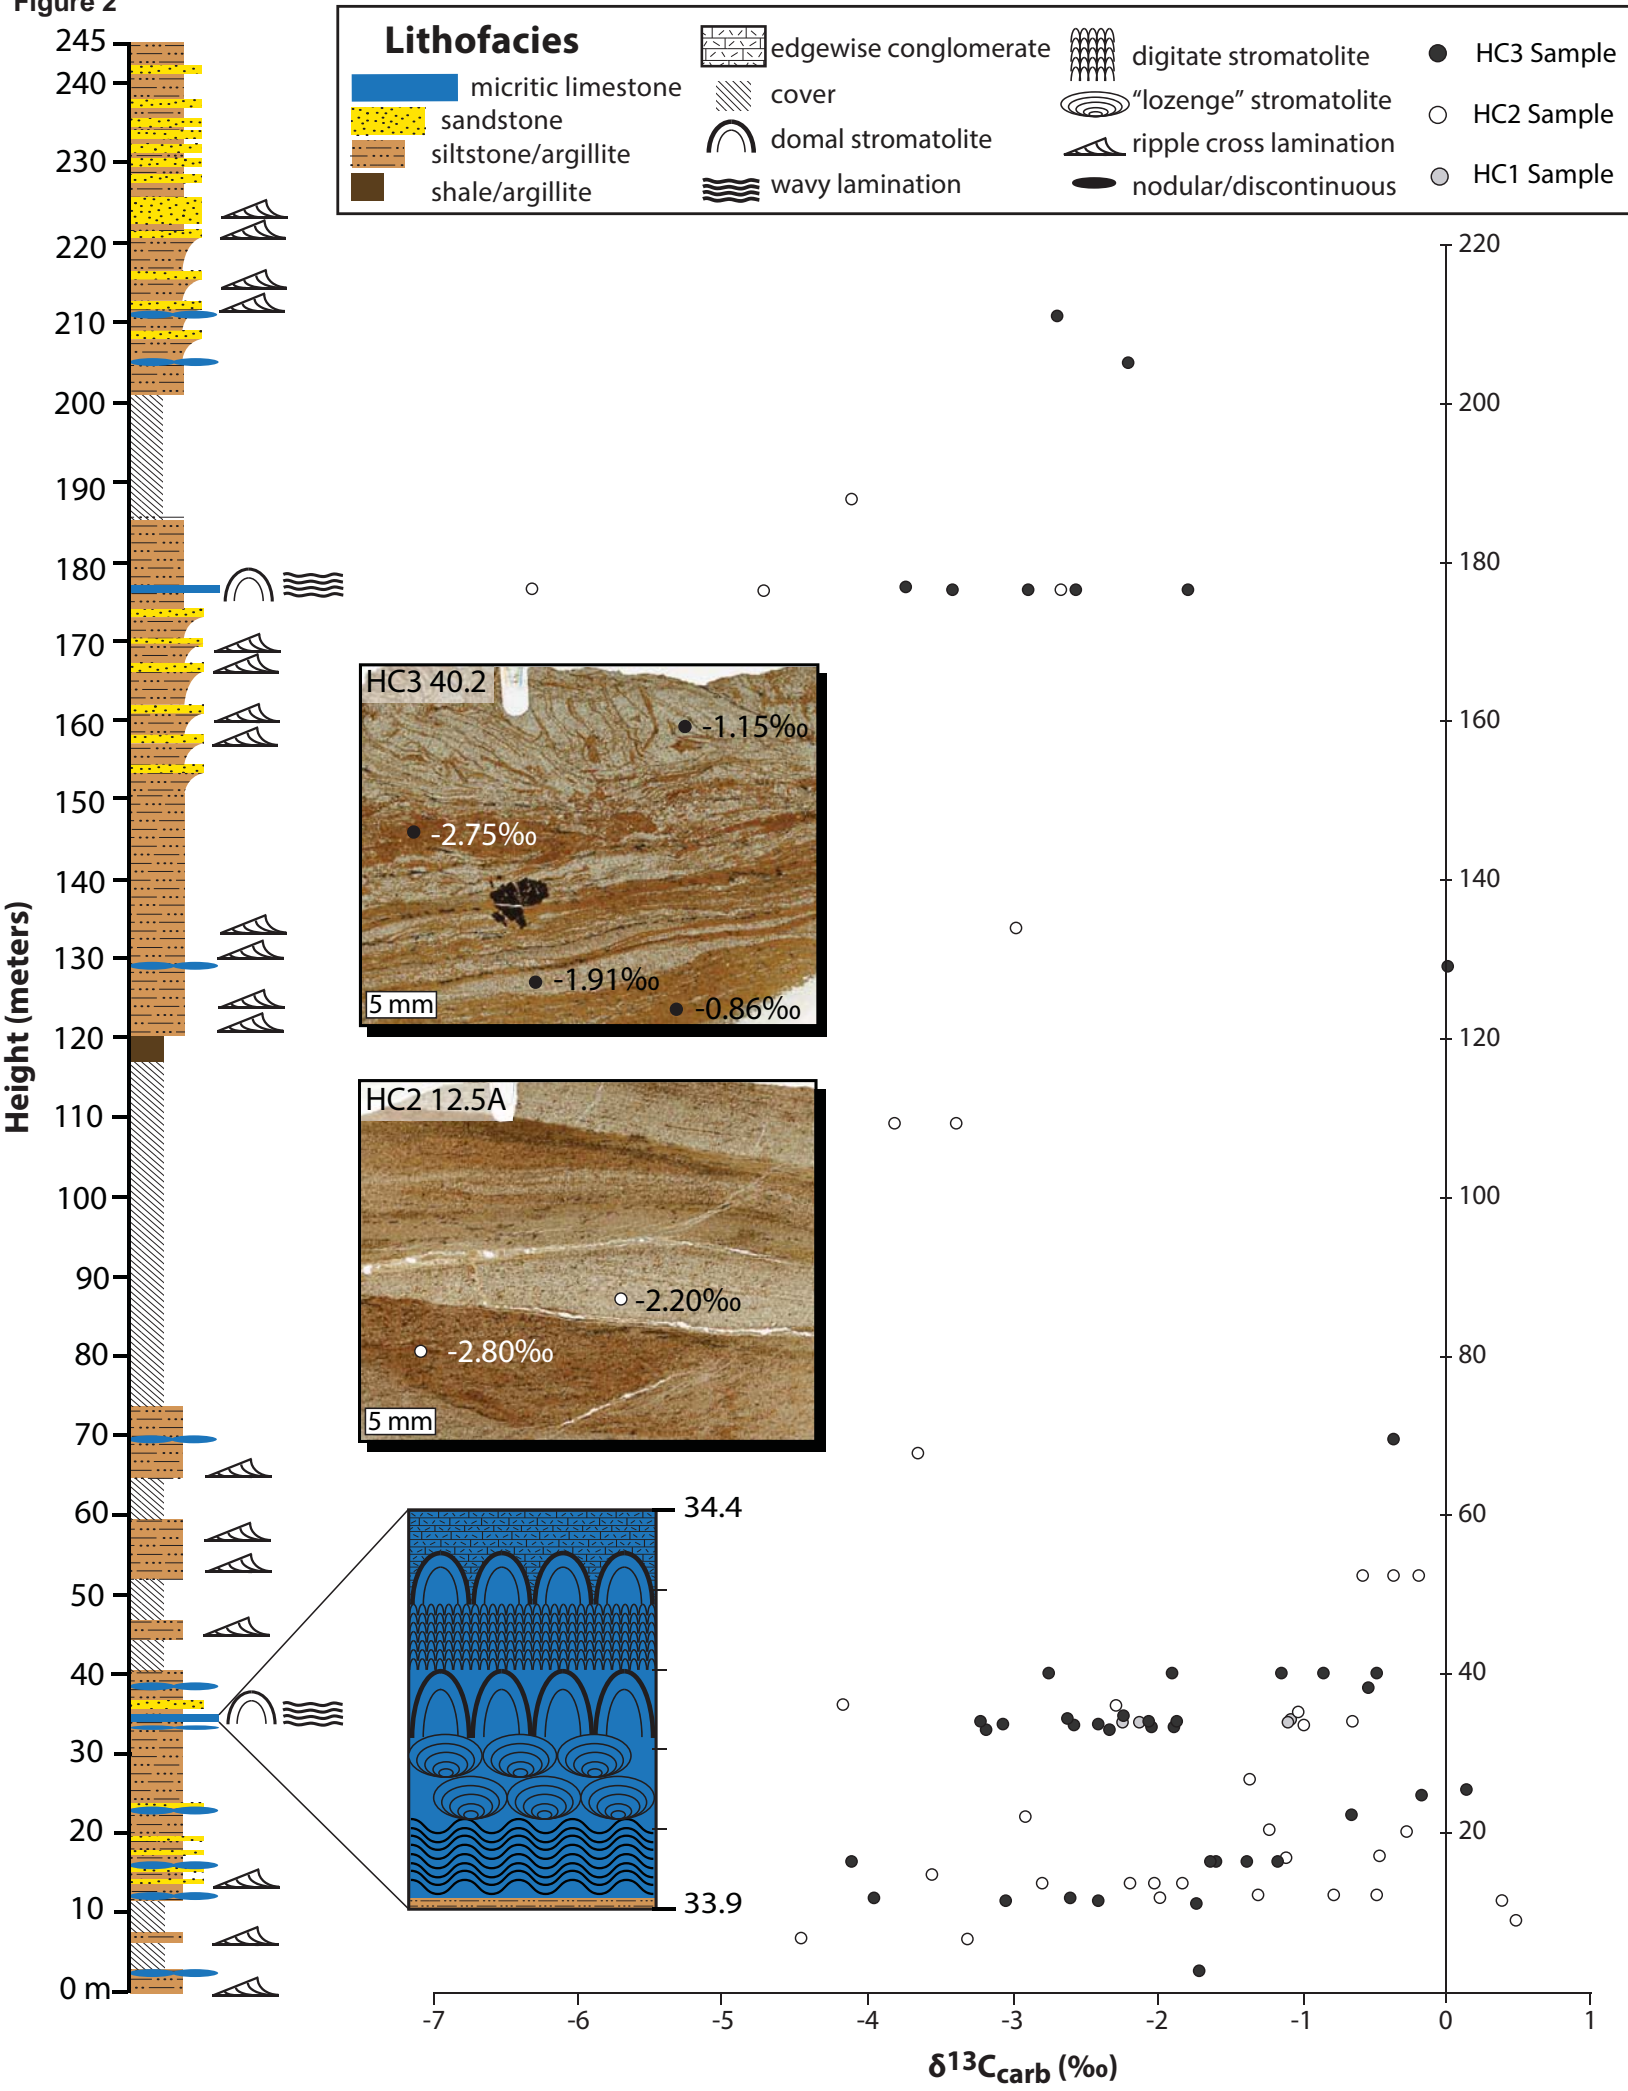 Figure 2
Lithofacies
micritic limestone
sandstone
siltstone/argillite
shale/argillite
edgewise conglomerate
cover
domal stromatolite
wavy lamination
digitate stromatolite
“lozenge” stromatolite
ripple cross lamination
nodular/discontinuous
HC3 Sample
HC2 Sample
HC1 Sample
Height (meters)
245
240
230
220
210
200
190
180
170
160
150
140
130
120
110
100
90
80
70
60
50
40
30
20
10
0 m
HC3 40.2
-1.15‰
-2.75‰
-1.91‰
-0.86‰
5 mm
HC2 12.5A
-2.20‰
-2.80‰
5 mm
34.4
33.9
220
200
180
160
140
120
100
80
60
40
20
-7 -6 -5 -4 -3 -2 -1 0 1
δ13Ccarb (‰)